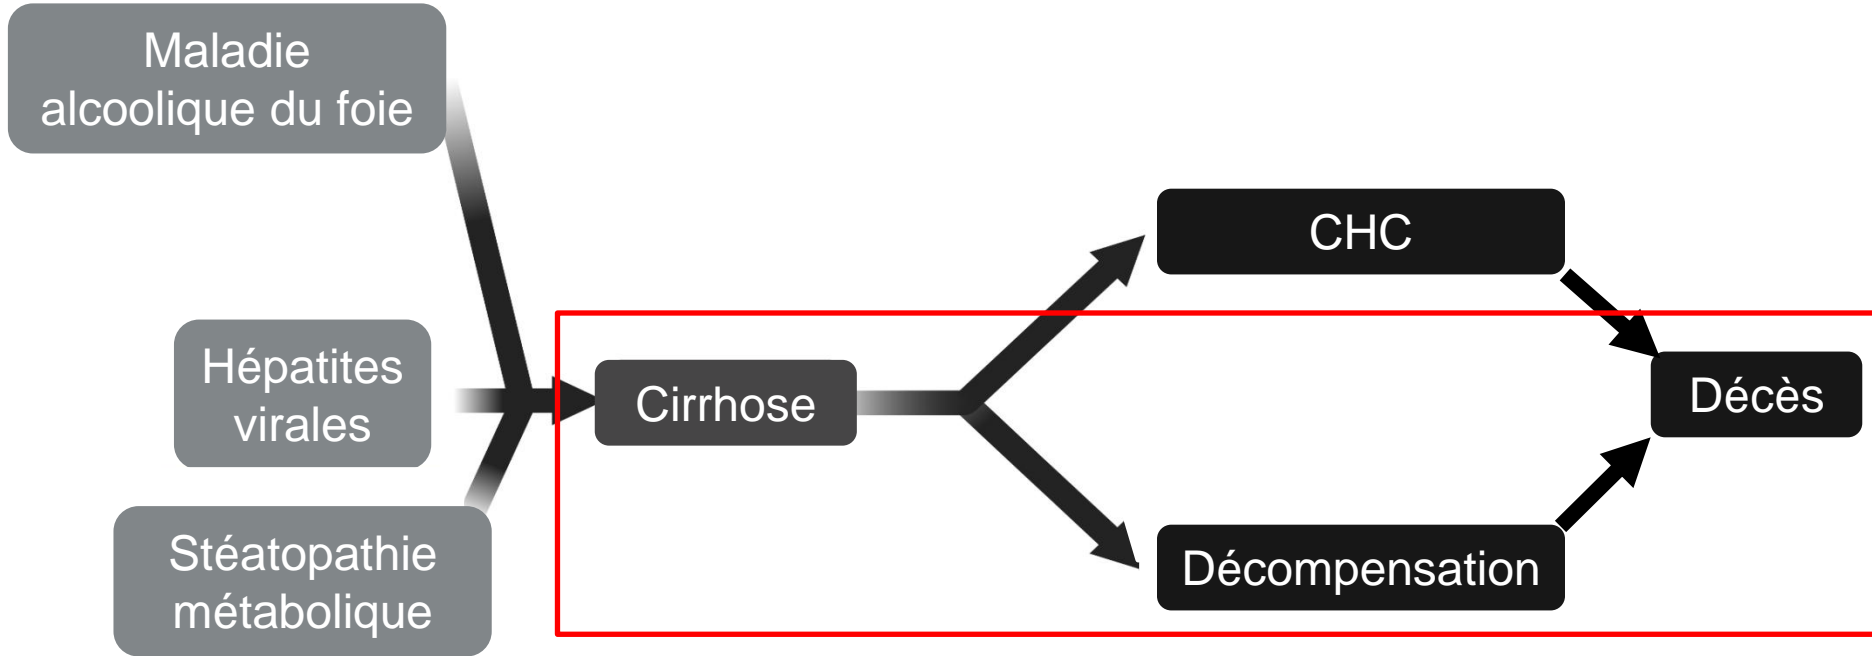 Maladie
alcoolique du foie
Hépatites
virales
Stéatopathie
métabolique
Cirrhose
CHC
Décompensation
Décès